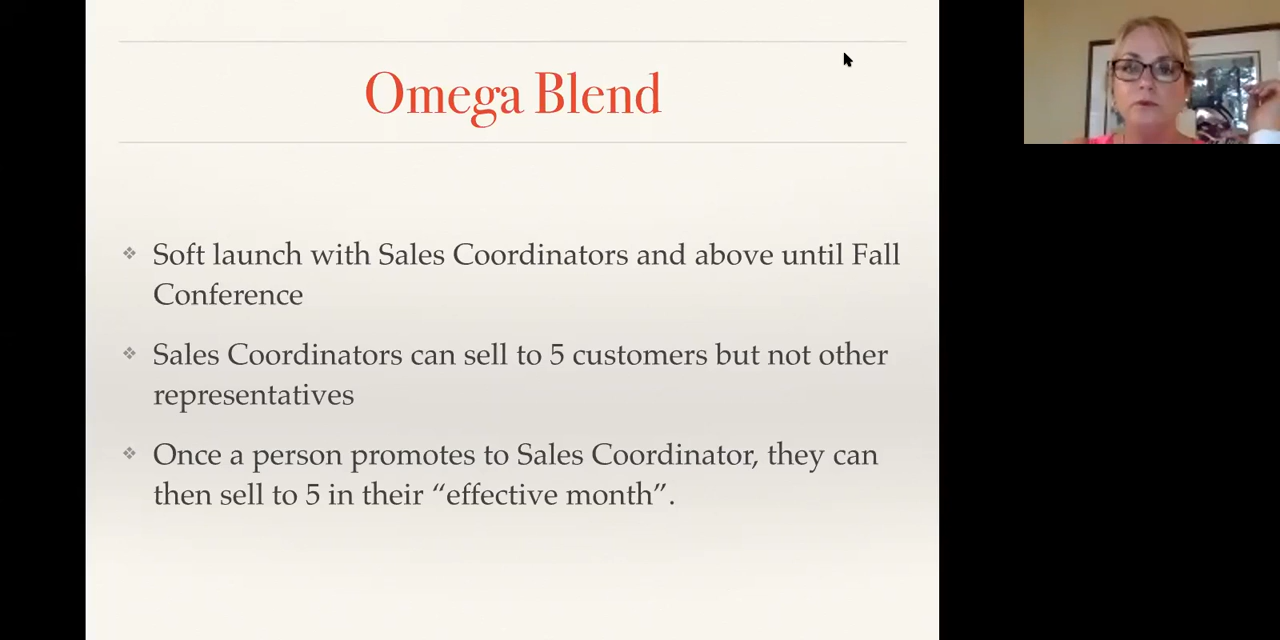 Omega Blend
❖ Soft launch with Sales Coordinators and above until Fall
Conference
❖ Sales Coordinators can sell to 5 customers but not other
representatives
❖ Once a person promotes to Sales Coordinator, they can
then sell to 5 in their “effective month”.